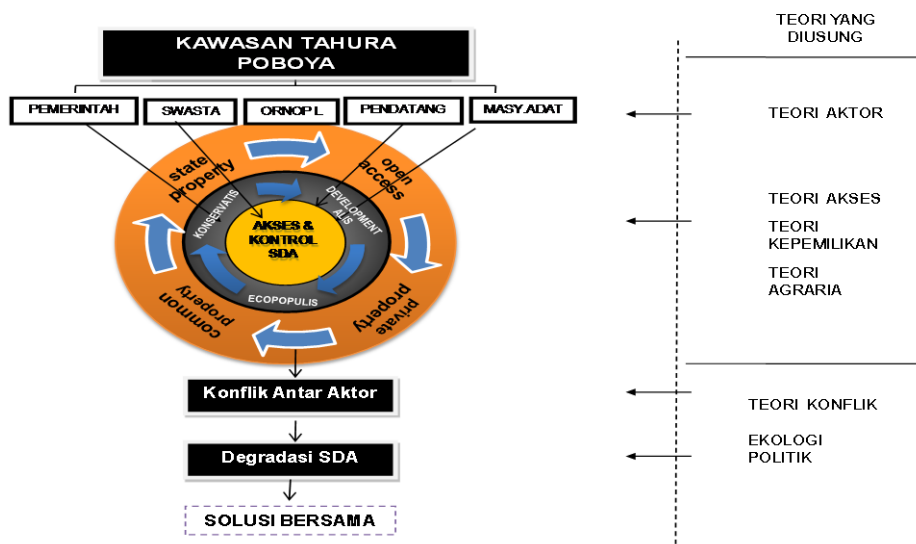 KAWASAN TAHURA
POBOYA
PEMERINTAH
SWASTA
ORNOP L
PENDATANG
MASY.ADAT
state
property
open
access
KONSERVATIS
DEVELOPMENT
ALIS
AKSES &
KONTROL
SDA
ECOPOPULIS
common
property
private
property
Konflik Antar Aktor
Degradasi SDA
SOLUSI BERSAMA
TEORI YANG
DIUSUNG
TEORI AKTOR
TEORI AKSES
TEORI
KEPEMILIKAN
TEORI
AGRARIA
TEORI KONFLIK
EKOLOGI
POLITIK